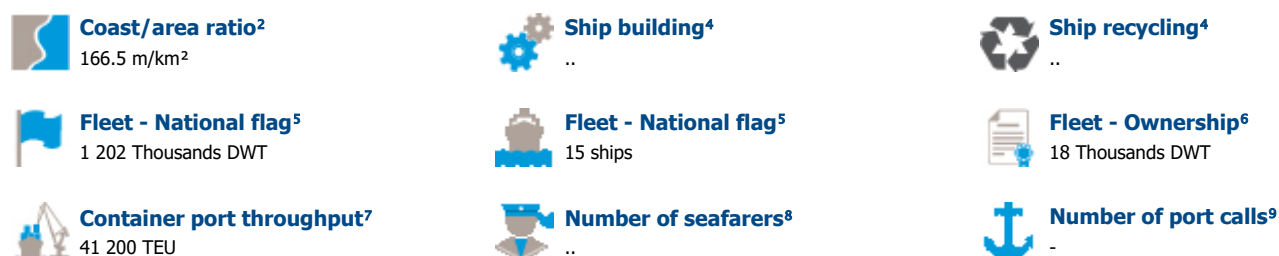 Coast/area ratio²
166.5 m/km²
Ship building⁴
..
Ship recycling⁴
..
Fleet - National flag⁵
1 202 Thousands DWT
Fleet - National flag⁵
15 ships
Fleet - Ownership⁶
18 Thousands DWT
Container port throughput⁷
41 200 TEU
Number of seafarers⁸
..
Number of port calls⁹
-